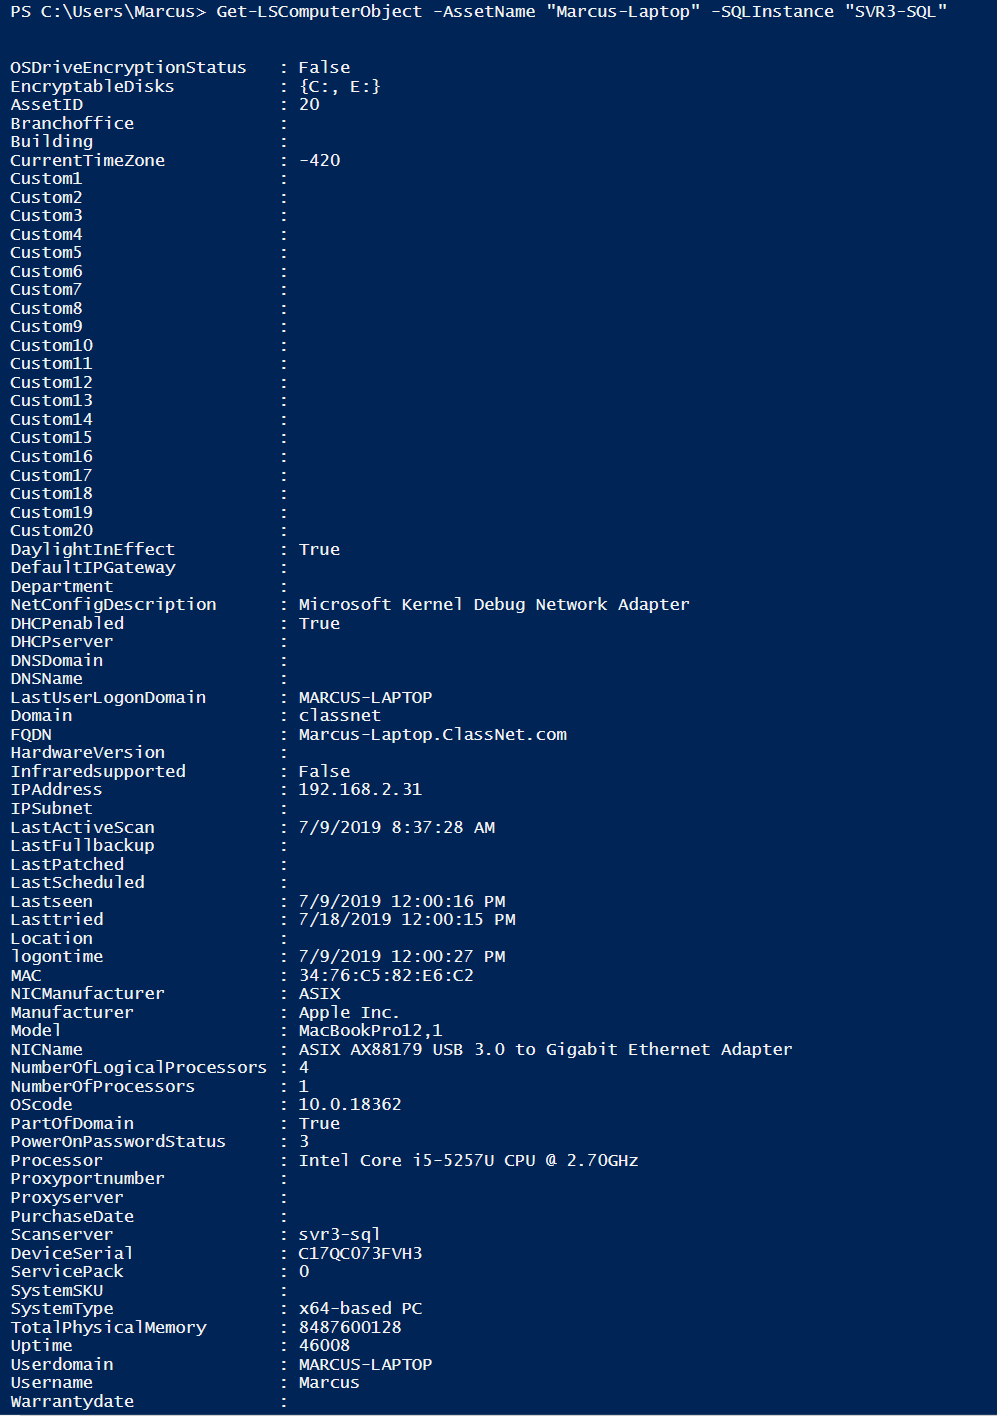 PS C:\Users\Marcus> Get-LSComputerObject -AssetName "Marcus-Laptop" -SQLInstance "SVR3-SQL"
OSDriveEncryptionStatus : False
EncryptableDisks : {C:, E:}
AssetID : 20
Branchoffice :
Building :
CurrentTimeZone : -420
Custom1 :
Custom2 :
Custom3 :
Custom4 :
Custom5 :
Custom6 :
Custom7 :
Custom8 :
Custom9 :
Custom10 :
Custom11 :
Custom12 :
Custom13 :
Custom14 :
Custom15 :
Custom16 :
Custom17 :
Custom18 :
Custom19 :
Custom20 :
DaylightInEffect : True
DefaultIPGateway :
Department :
NetConfigDescription : Microsoft Kernel Debug Network Adapter
DHCPenabled : True
DHCPserver :
DNSDomain :
DNSName :
LastUserLogonDomain : MARCUS-LAPTOP
Domain : classnet
FQDN : Marcus-Laptop.ClassNet.com
HardwareVersion :
Infraredsupported : False
IPAddress : 192.168.2.31
IPSubnet :
LastActiveScan : 7/9/2019 8:37:28 AM
LastFullbackup :
LastPatched :
LastScheduled :
Lastseen : 7/9/2019 12:00:16 PM
Lasttried : 7/18/2019 12:00:15 PM
Location :
logontime : 7/9/2019 12:00:27 PM
MAC : 34:76:C5:82:E6:C2
NICManufacturer : ASIX
Manufacturer : Apple Inc.
Model : MacBookPro12,1
NICName : ASIX AX88179 USB 3.0 to Gigabit Ethernet Adapter
NumberOfLogicalProcessors : 4
NumberOfProcessors : 1
OScode : 10.0.18362
PartOfDomain : True
PowerOnPasswordStatus : 3
Processor : Intel Core i5-5257U CPU @ 2.70GHz
Proxyportnumber :
Proxyserver :
PurchaseDate :
Scanserver : svr3-sql
DeviceSerial : C17QC073FVH3
ServicePack : 0
SystemSKU :
SystemType : x64-based PC
TotalPhysicalMemory : 8487600128
Uptime : 46008
Userdomain : MARCUS-LAPTOP
Username : Marcus
Warrantydate :